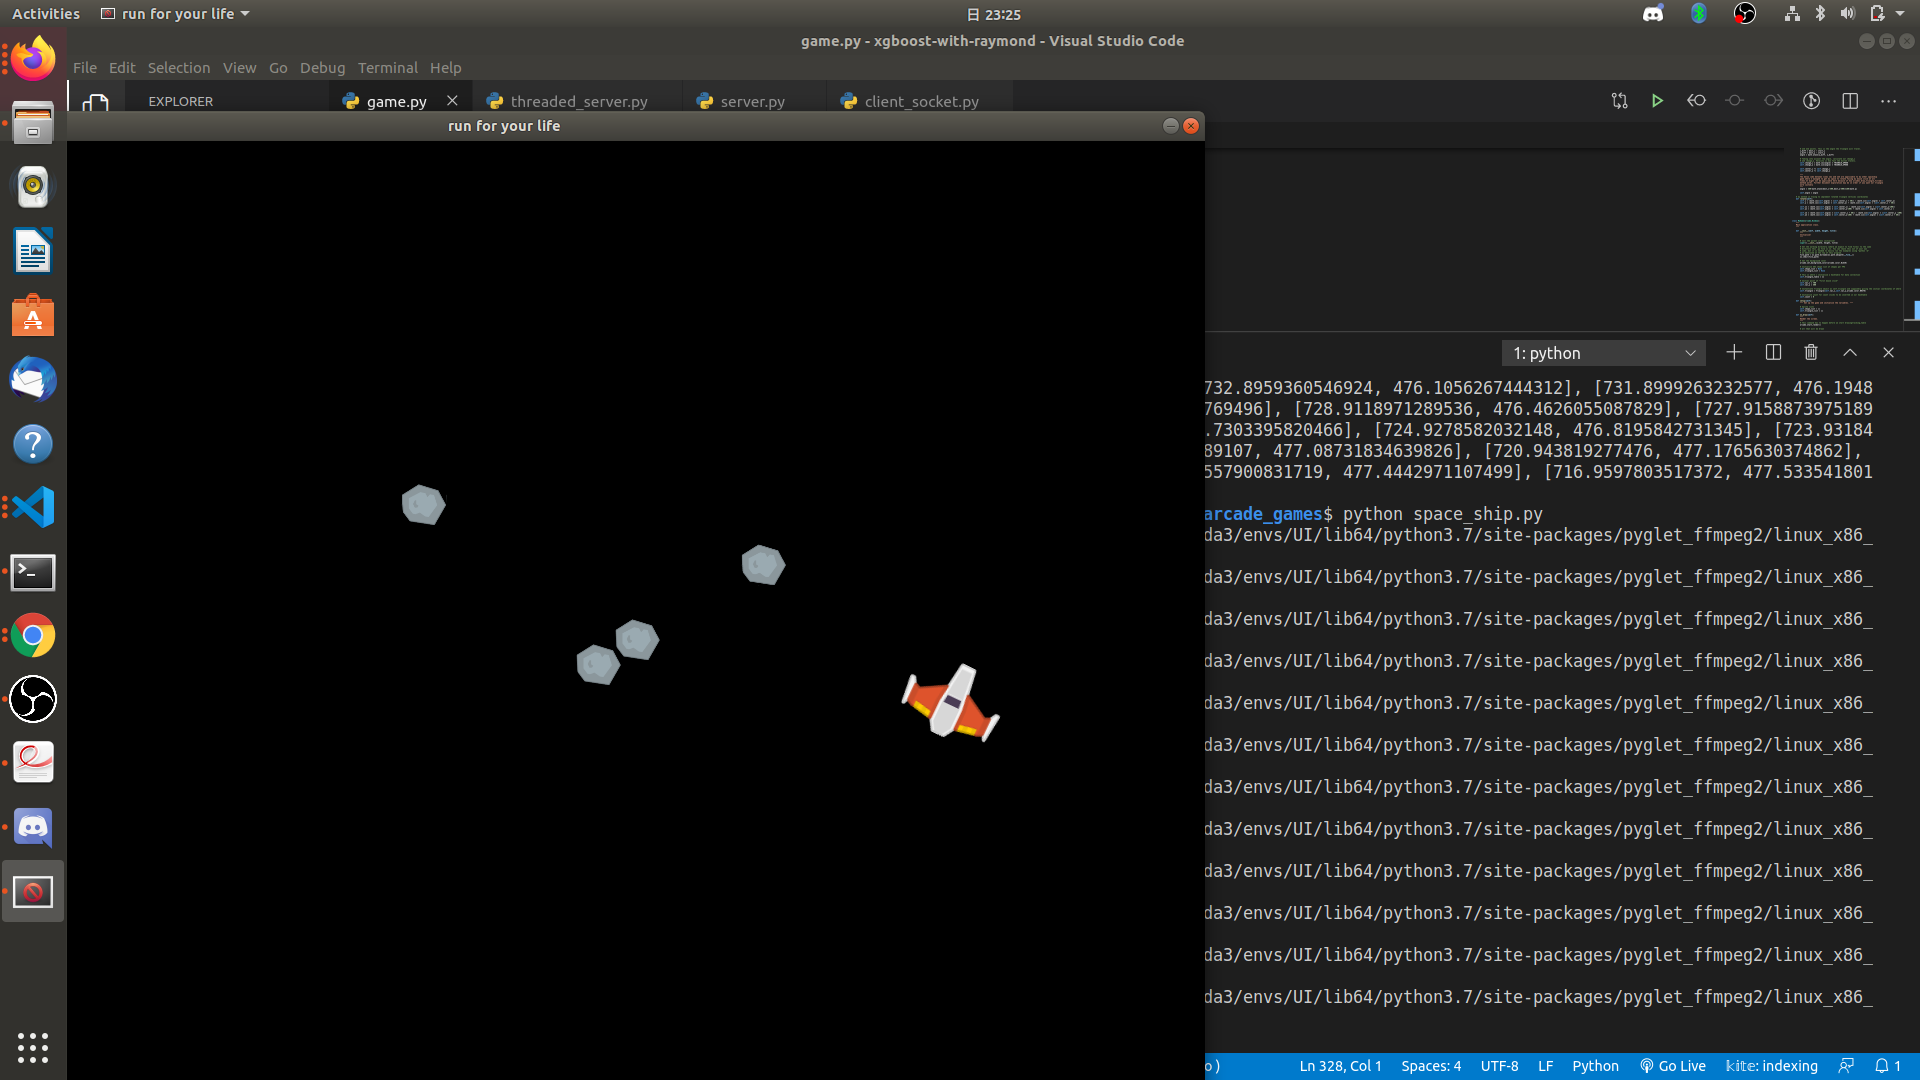 Activities run for your life 日 23:25
game.py - xgboost-with-raymond - Visual Studio Code
File Edit Selection View Go Debug Terminal Help
EXPLORER game.py threaded_server.py server.py client_socket.py
run for your life
1: python
732.8959360546924, 476.1056267444312], [731.8999263232577, 476.1948
769496], [728.9118971289536, 476.4626055087829], [727.9158873975189
.7303395820466], [724.9278582032148, 476.8195842731345], [723.93184
89107, 477.08731834639826], [720.943819277476, 477.1765630374862],
557900831719, 477.4442971107499], [716.9597803517372, 477.533541801
arcade_games$ python space_ship.py
da3/envs/UI/lib64/python3.7/site-packages/pyglet_ffmpeg2/linux_x86_
da3/envs/UI/lib64/python3.7/site-packages/pyglet_ffmpeg2/linux_x86_
da3/envs/UI/lib64/python3.7/site-packages/pyglet_ffmpeg2/linux_x86_
da3/envs/UI/lib64/python3.7/site-packages/pyglet_ffmpeg2/linux_x86_
da3/envs/UI/lib64/python3.7/site-packages/pyglet_ffmpeg2/linux_x86_
da3/envs/UI/lib64/python3.7/site-packages/pyglet_ffmpeg2/linux_x86_
da3/envs/UI/lib64/python3.7/site-packages/pyglet_ffmpeg2/linux_x86_
da3/envs/UI/lib64/python3.7/site-packages/pyglet_ffmpeg2/linux_x86_
da3/envs/UI/lib64/python3.7/site-packages/pyglet_ffmpeg2/linux_x86_
da3/envs/UI/lib64/python3.7/site-packages/pyglet_ffmpeg2/linux_x86_
da3/envs/UI/lib64/python3.7/site-packages/pyglet_ffmpeg2/linux_x86_
da3/envs/UI/lib64/python3.7/site-packages/pyglet_ffmpeg2/linux_x86_
o ) Ln 328, Col 1 Spaces: 4 UTF-8 LF Python Go Live kite: indexing 1